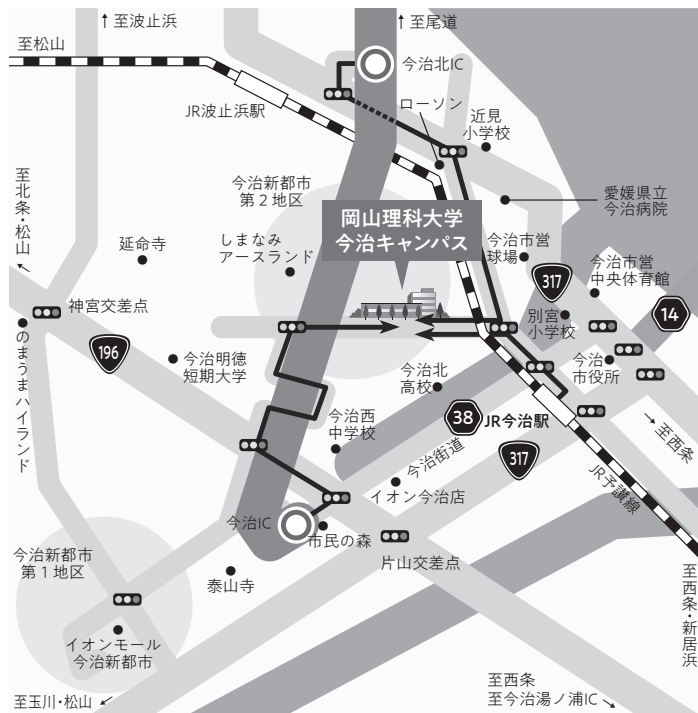 ↑至波止浜
↑至尾道
至松山
今治北IC
JR波止浜駅
ローソン
近見
小学校
愛媛県立
今治病院
今治新都市
第2地区
至北条・松山
延命寺
しまなみ
アースランド
岡山理科大学
今治キャンパス
今治市営
球場
317
今治市営
中央体育館
14
別宮
小学校
神宮交差点
196
のまうまハイランド
今治明徳
短期大学
今治北
高校
今治
市役所
38
JR今治駅
317
→至西条
今治西
中学校
今治街道
イオン今治店
JR予讃線
今治IC
市民の森
片山交差点
今治新都市
第1地区
泰山寺
至西条・新居浜
イオンモール
今治新都市
至玉川・松山
至西条
至今治湯ノ浦IC